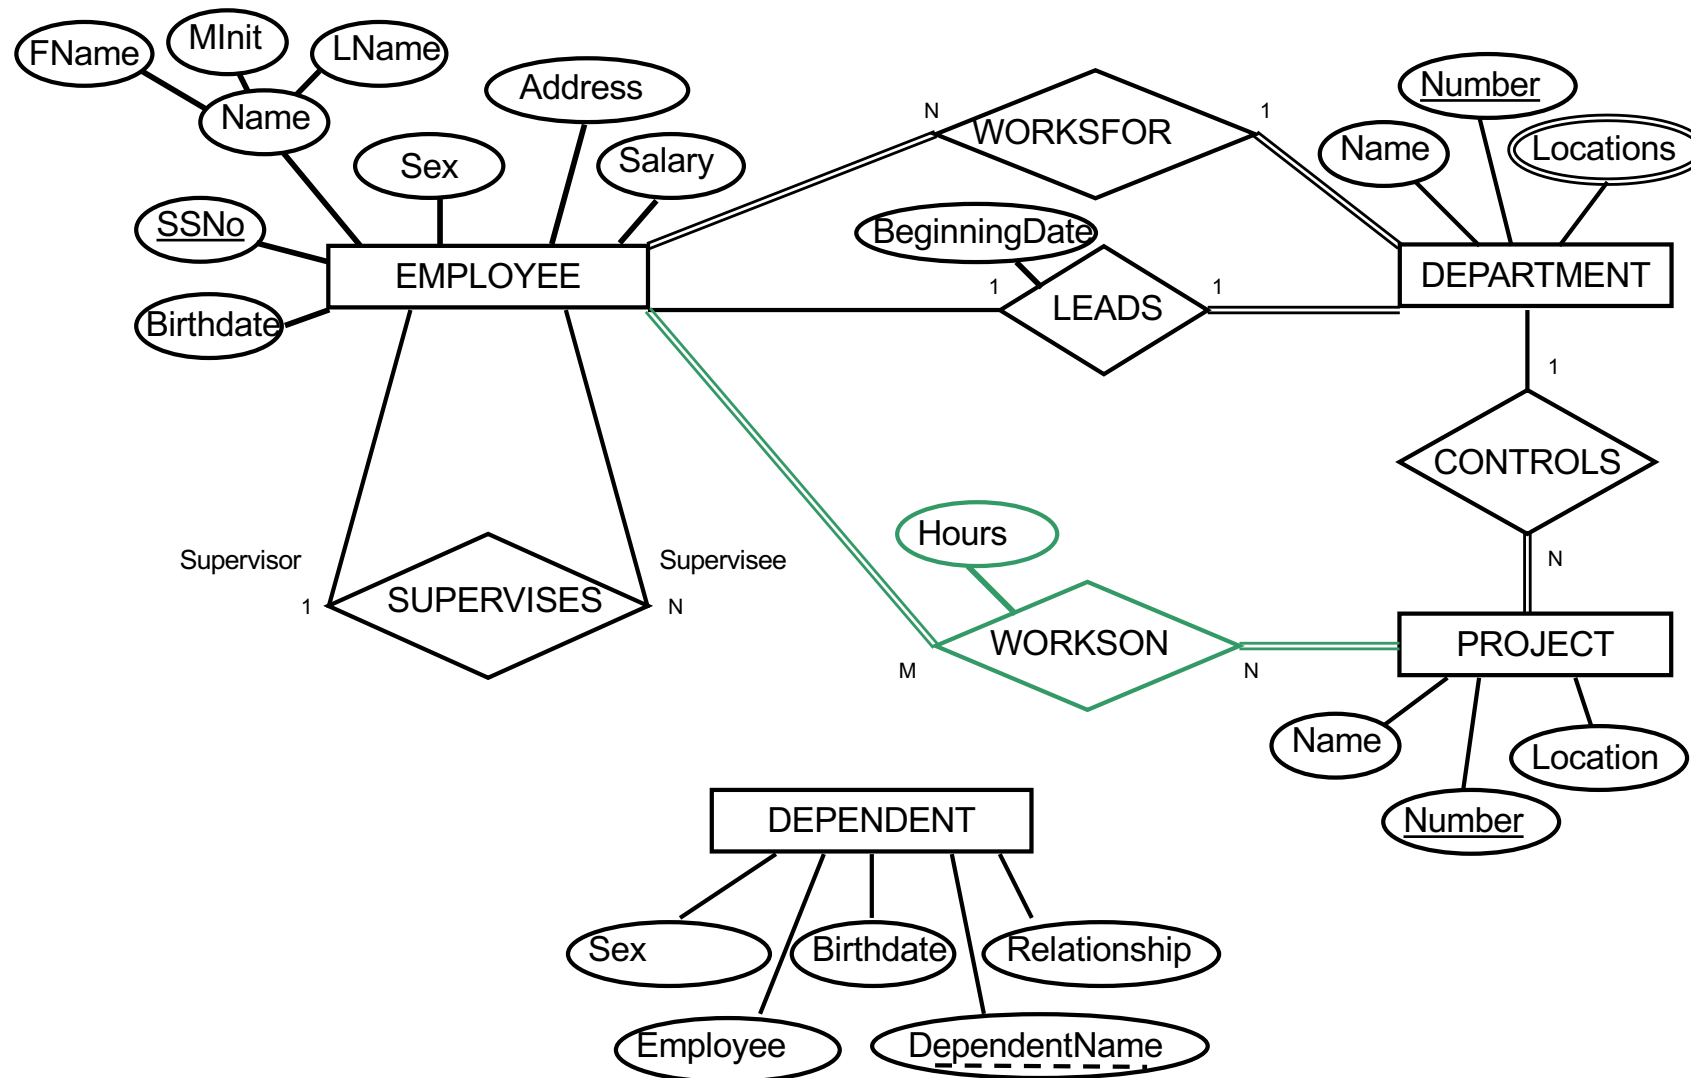 FName
MInit
LName
Name
Address
Sex
Salary
SSNo
Birthdate
EMPLOYEE
N
WORKSFOR
1
Number
Name
Locations
BeginningDate
1
LEADS
1
DEPARTMENT
1
CONTROLS
N
Supervisor
1
SUPERVISES
Supervisee
N
Hours
M
WORKSON
N
PROJECT
Name
Number
Location
DEPENDENT
Sex
Birthdate
Relationship
Employee
DependentName